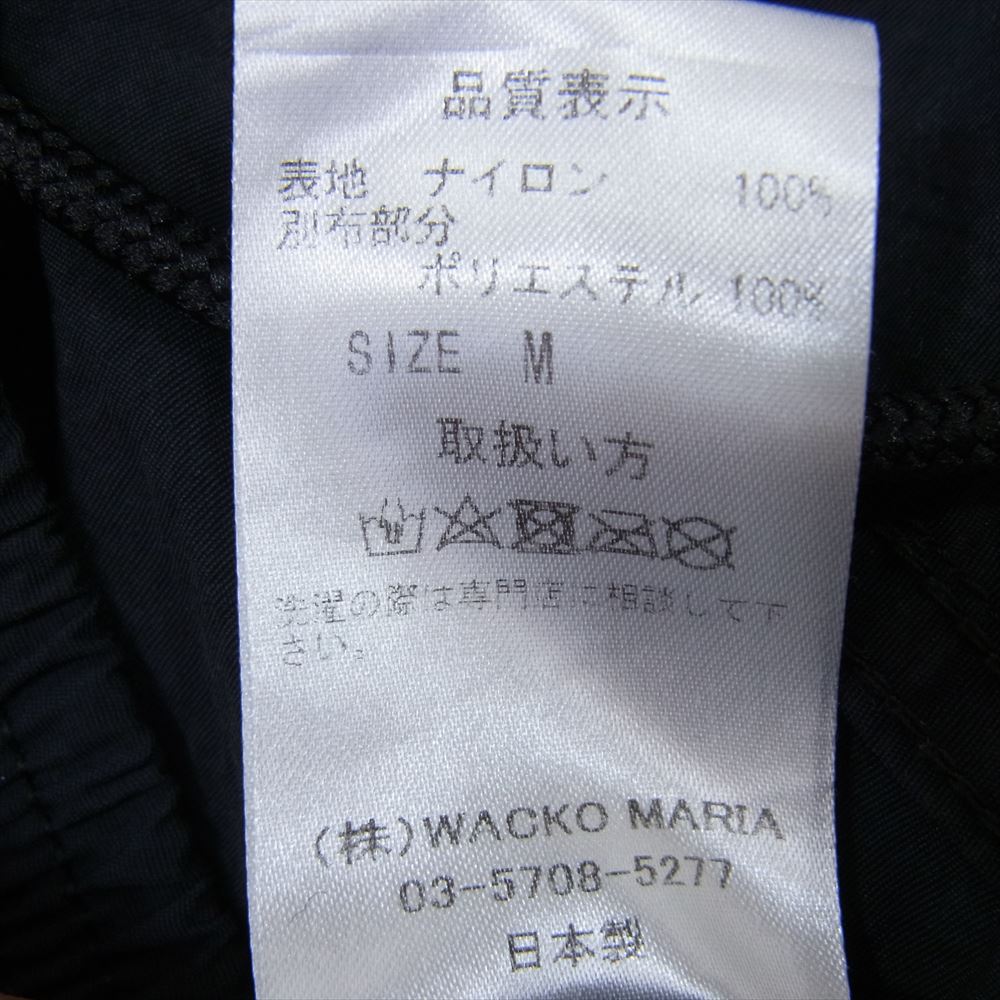 品質表示
表地 ナイロン 100%
別布部分
ポリエステル 100%
SIZE M
取扱い方
洗濯の際は専門店に相談して下
さい。
(株)WACKO MARIA
03-5708-5277
日本製